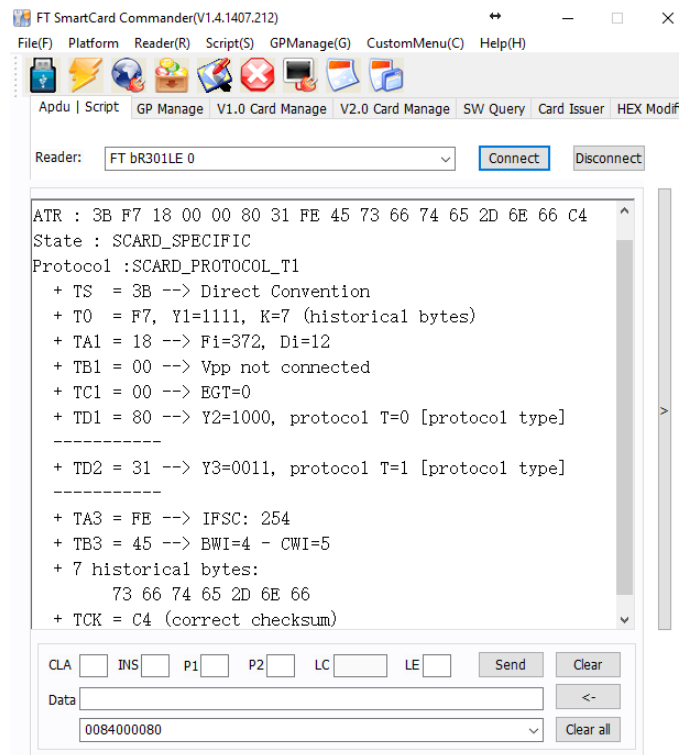 FT SmartCard Commander(V1.4.1407.212)
File(F) Platform Reader(R) Script(S) GPManage(G) CustomMenu(C) Help(H)
Apdu | Script GP Manage V1.0 Card Manage V2.0 Card Manage SW Query Card Issuer HEX Modif
Reader: FT bR301LE 0 Connect Disconnect
ATR : 3B F7 18 00 00 80 31 FE 45 73 66 74 65 2D 6E 66 C4
State : SCARD_SPECIFIC
Protocol :SCARD_PROTOCOL_T1
+ TS = 3B --> Direct Convention
+ T0 = F7, Y1=1111, K=7 (historical bytes)
+ TA1 = 18 --> Fi=372, Di=12
+ TB1 = 00 --> Vpp not connected
+ TC1 = 00 --> EGT=0
+ TD1 = 80 --> Y2=1000, protocol T=0 [protocol type]
-----------
+ TD2 = 31 --> Y3=0011, protocol T=1 [protocol type]
-----------
+ TA3 = FE --> IFSC: 254
+ TB3 = 45 --> BWI=4 - CWI=5
+ 7 historical bytes:
73 66 74 65 2D 6E 66
+ TCK = C4 (correct checksum)
>
CLA INS P1 P2 LC LE Send Clear
Data <-
0084000080 Clear all